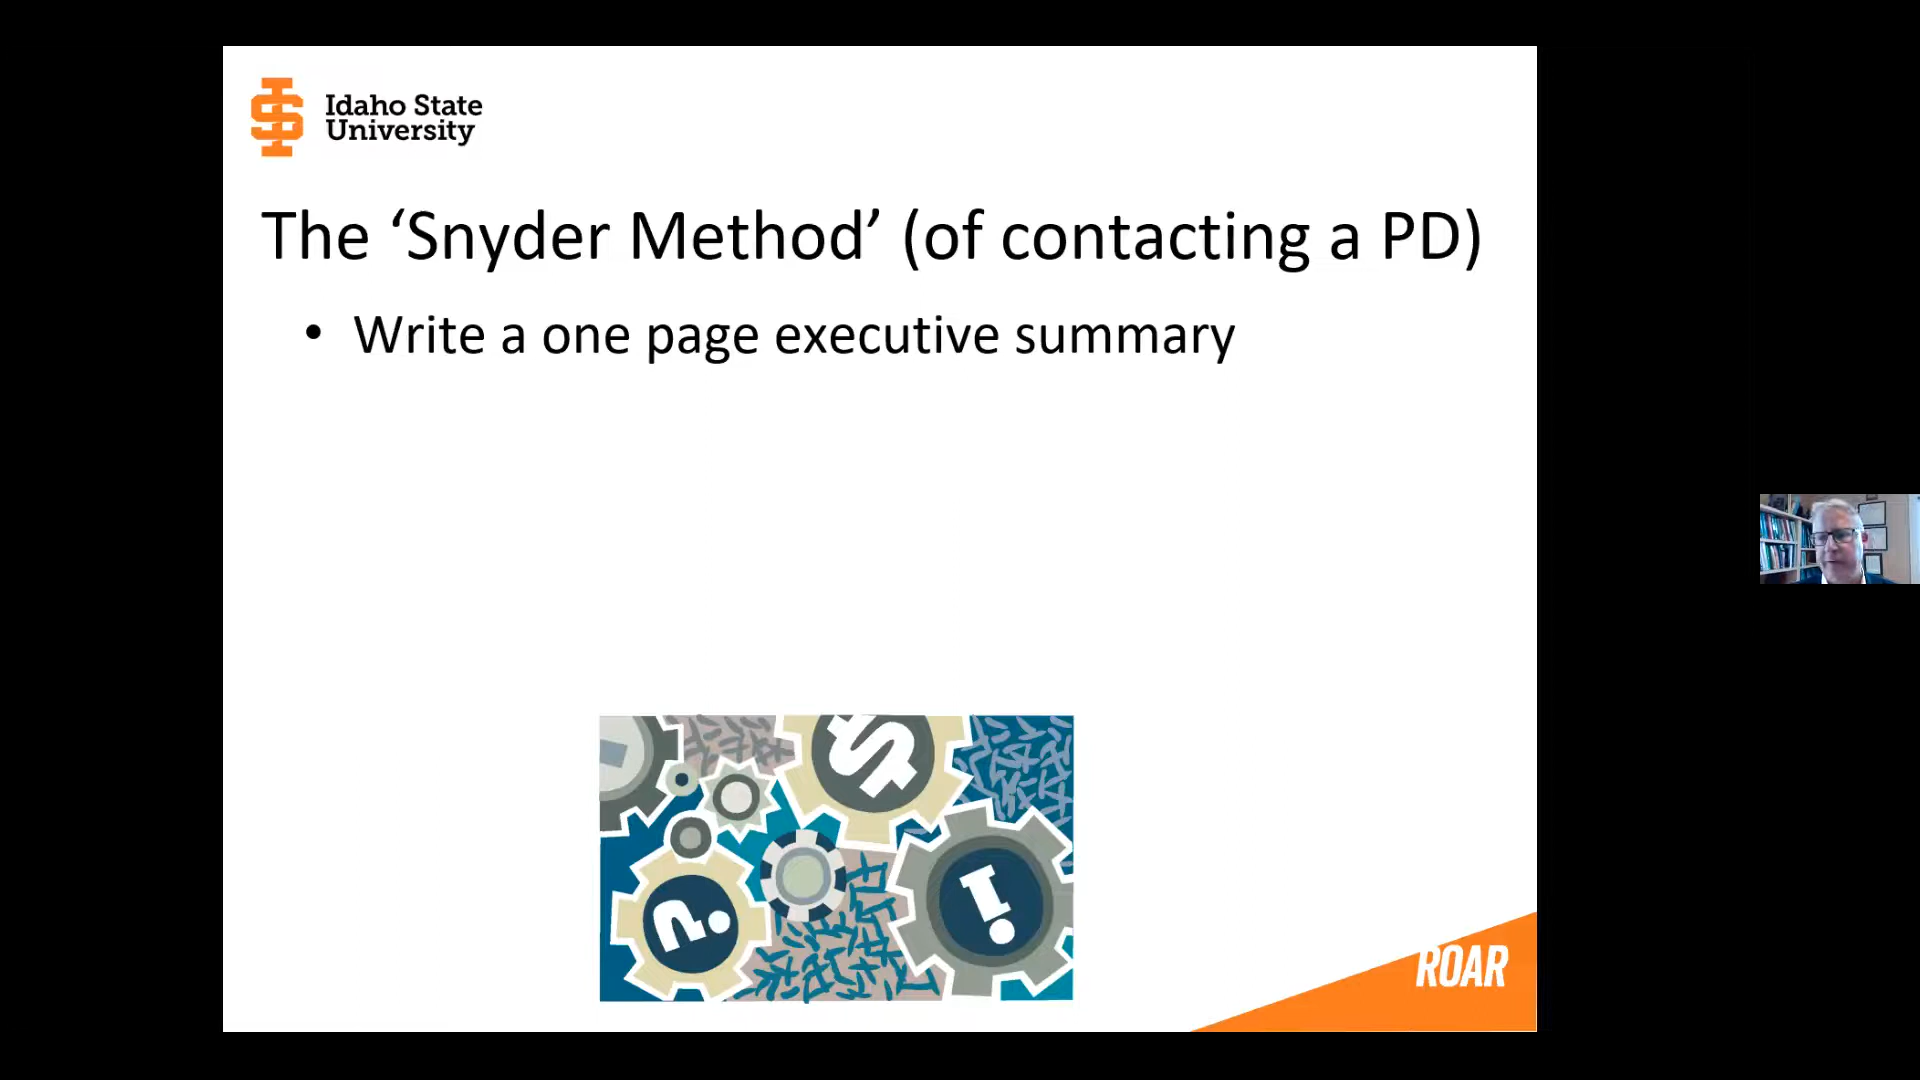 Idaho State
University
The ‘Snyder Method’ (of contacting a PD)
• Write a one page executive summary
$
?
!
ROAR